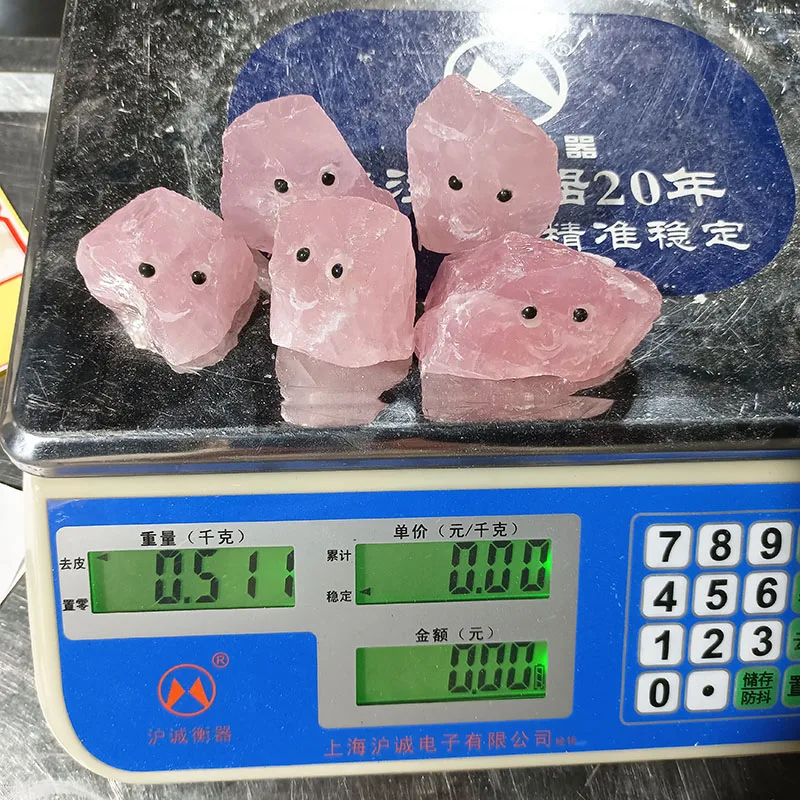 器
器20年
精准稳定
重量（千克）
单价（元/千克）
去皮
置零
0.511
累计
稳定
0.00
金额（元）
0.00
®
沪诚衡器
上海沪诚电子有限公司
7 8 9
4 5 6
1 2 3 去
0 • 储存 防抖 置